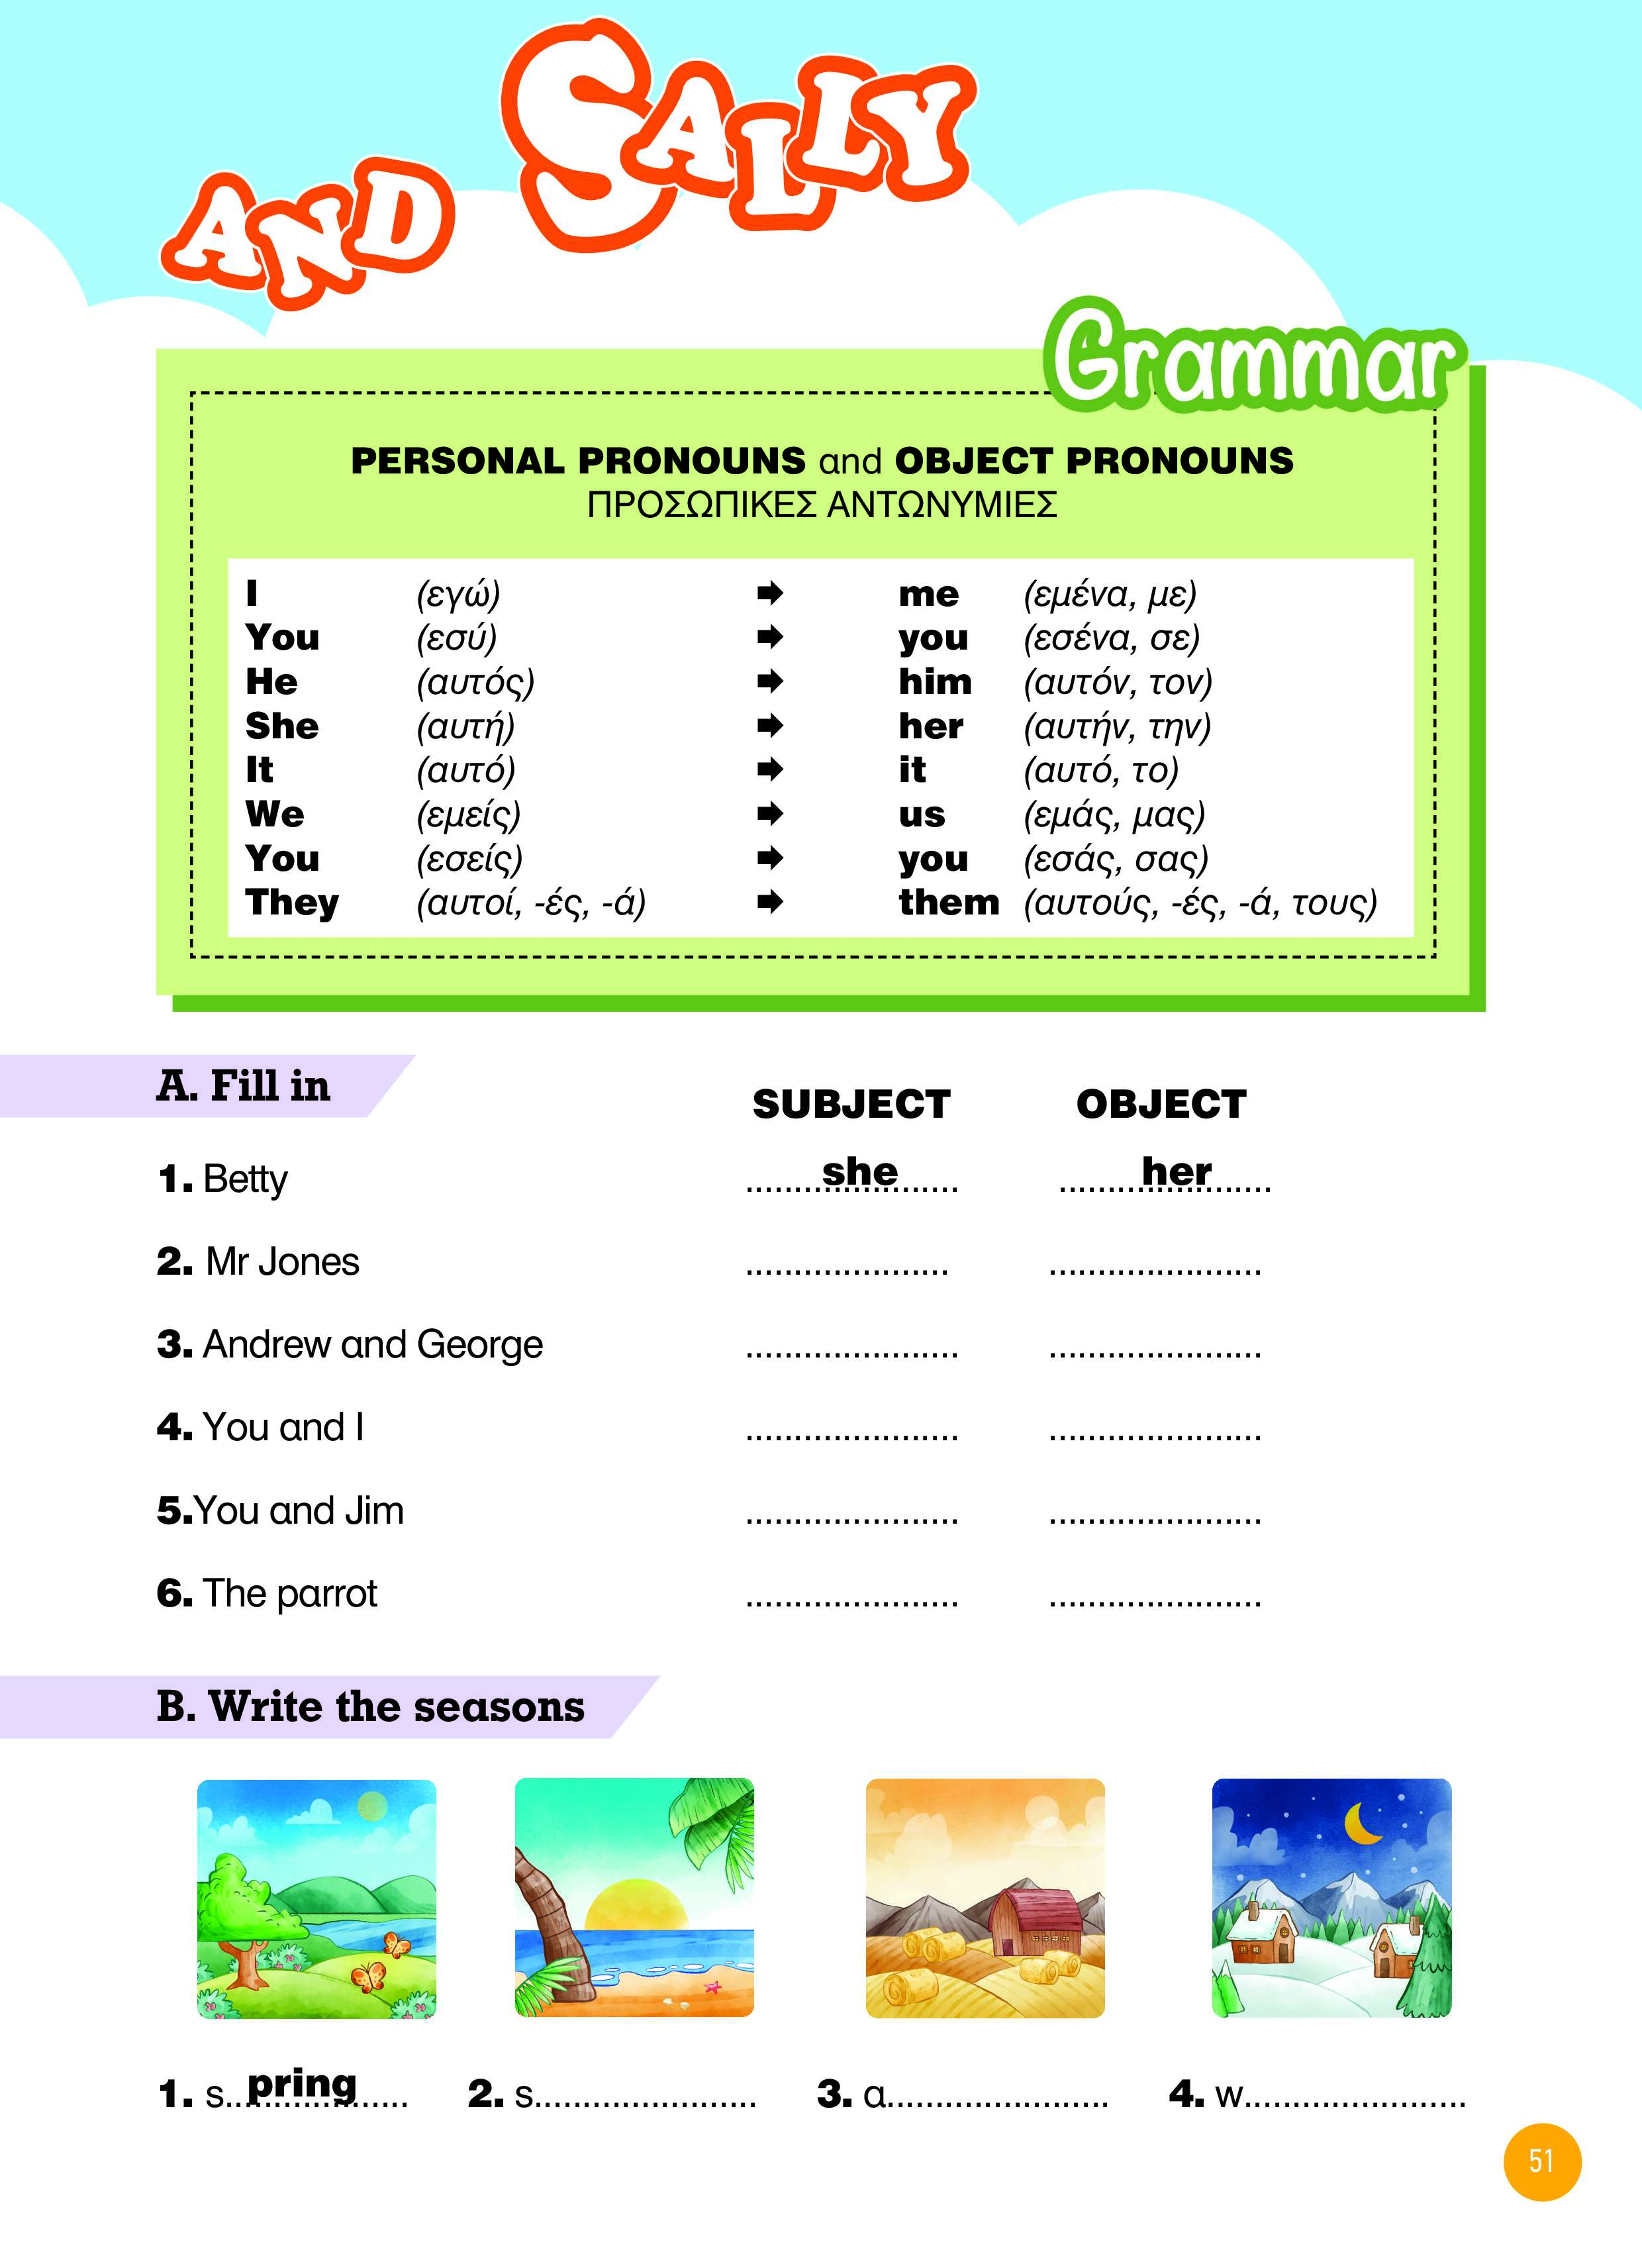 AND SALLY
Grammar
PERSONAL PRONOUNS and OBJECT PRONOUNS
ΠΡΟΣΩΠΙΚΕΣ ΑΝΤΩΝΥΜΙΕΣ
I (εγώ) ➡ me (εμένα, με)
You (εσύ) ➡ you (εσένα, σε)
He (αυτός) ➡ him (αυτόν, τον)
She (αυτή) ➡ her (αυτήν, την)
It (αυτό) ➡ it (αυτό, το)
We (εμείς) ➡ us (εμάς, μας)
You (εσείς) ➡ you (εσάς, σας)
They (αυτοί, -ές, -ά) ➡ them (αυτούς, -ές, -ά, τους)
A. Fill in
SUBJECT OBJECT
1. Betty she her
2. Mr Jones ..................... ......................
3. Andrew and George ...................... ......................
4. You and I ...................... ......................
5.You and Jim ...................... ......................
6. The parrot ...................... ......................
B. Write the seasons
1. s..pring...... 2. s....................... 3. a....................... 4. w.......................
51